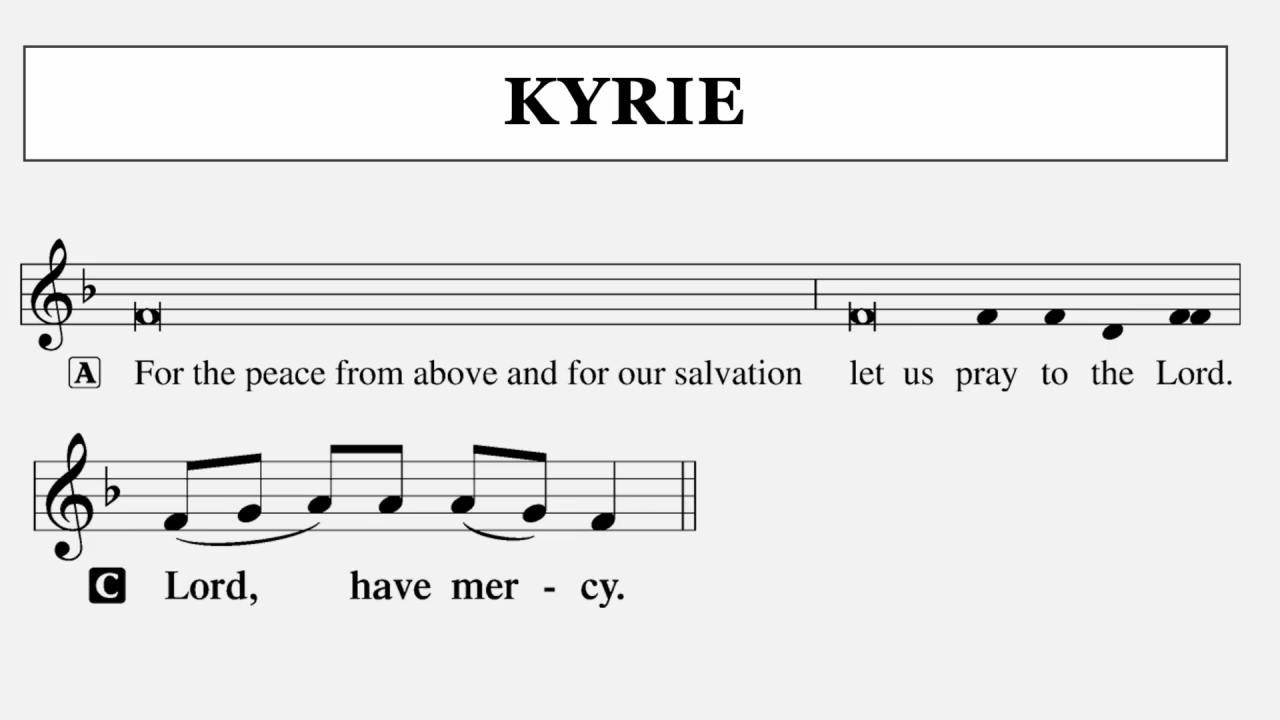 KYRIE
A For the peace from above and for our salvation let us pray to the Lord.
C Lord, have mer - cy.